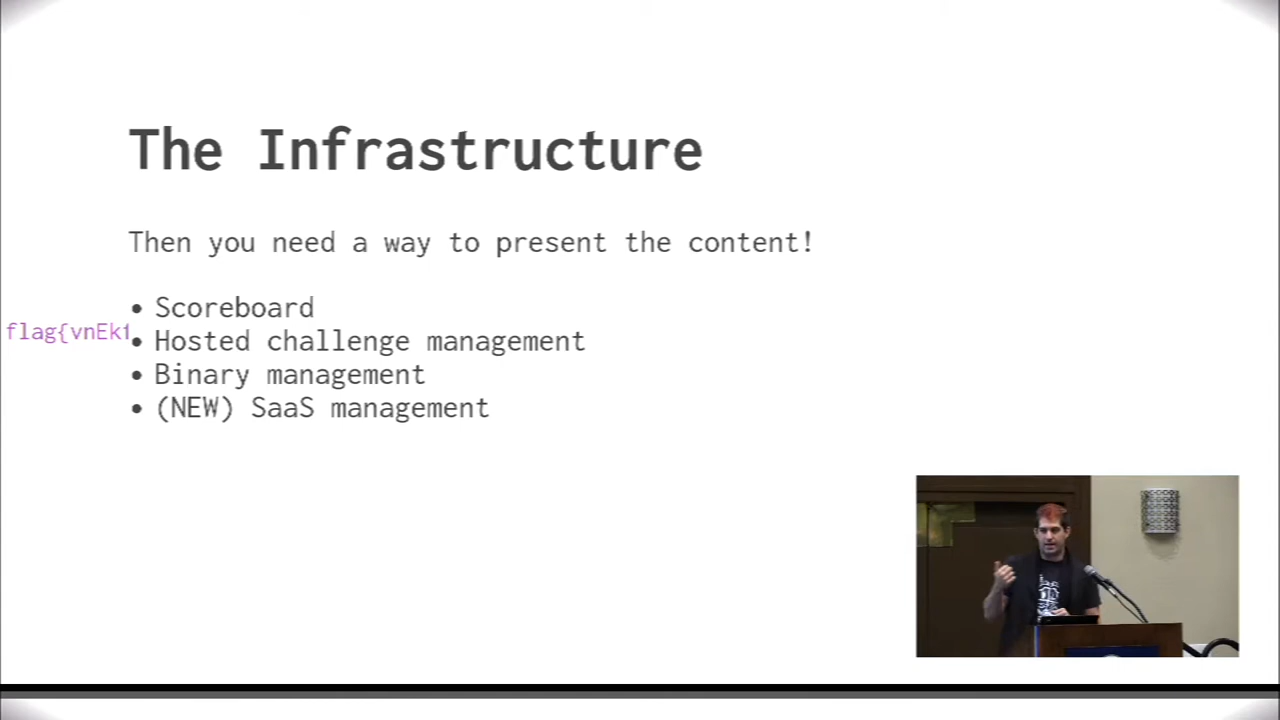 The Infrastructure
Then you need a way to present the content!
• Scoreboard
flag{vnEk1
• Hosted challenge management
• Binary management
• (NEW) SaaS management